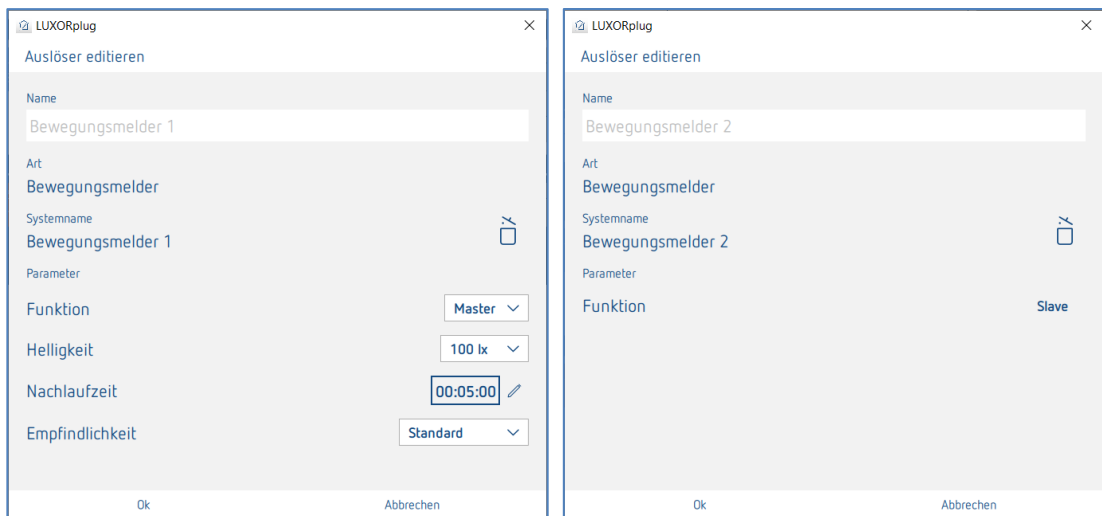 LUXORplug
Auslöser editieren
Name
Bewegungsmelder 1
Art
Bewegungsmelder
Systemname
Bewegungsmelder 1
Parameter
Funktion Master
Helligkeit 100 lx
Nachlaufzeit 00:05:00
Empfindlichkeit Standard
Ok Abbrechen
LUXORplug
Auslöser editieren
Name
Bewegungsmelder 2
Art
Bewegungsmelder
Systemname
Bewegungsmelder 2
Parameter
Funktion Slave
Ok Abbrechen